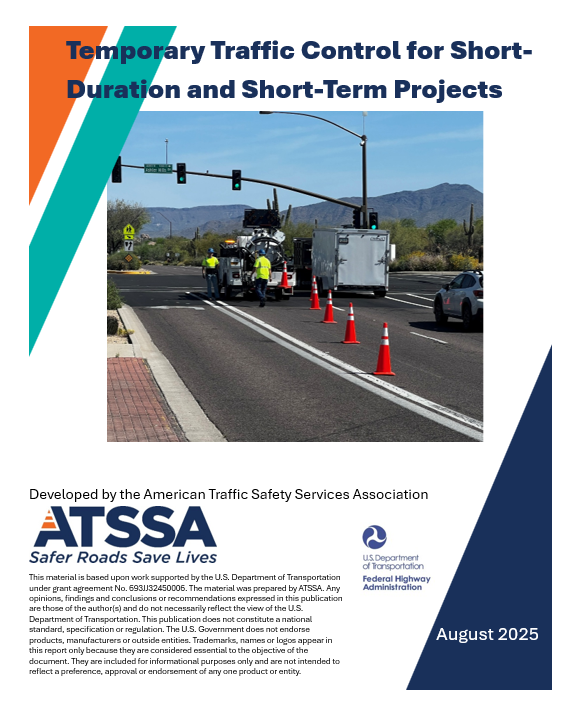 Temporary Traffic Control for Short-
Duration and Short-Term Projects
Developed by the American Traffic Safety Services Association
ATSSA
Safer Roads Save Lives
U.S. Department
of Transportation
Federal Highway
Administration
This material is based upon work supported by the U.S. Department of Transportation
under grant agreement No. 693JJ32450006. The material was prepared by ATSSA. Any
opinions, findings and conclusions or recommendations expressed in this publication
are those of the author(s) and do not necessarily reflect the view of the U.S.
Department of Transportation. This publication does not constitute a national
standard, specification or regulation. The U.S. Government does not endorse
products, manufacturers or outside entities. Trademarks, names or logos appear in
this report only because they are considered essential to the objective of the
document. They are included for informational purposes only and are not intended to
reflect a preference, approval or endorsement of any one product or entity.
August 2025